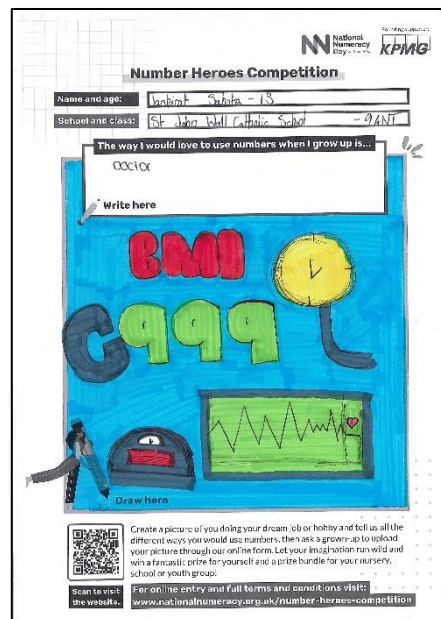 National
Numeracy
Day
Founding supporter:
KPMG
Number Heroes Competition
Name and age:
- 13
School and class: St John Wall Catholic School - 9ANT
The way I would love to use numbers when I grow up is...
Doctor
Write here
BMI
999
Draw here
Create a picture of you doing your dream job or hobby and tell us all the
different ways you would use numbers, then ask a grown-up to upload
your picture through our online form. Let your imagination run wild and
win a fantastic prize for yourself and a prize bundle for your nursery,
school or youth group!
Scan to visit
the website.
For online entry and full terms and conditions visit:
www.nationalnumeracy.org.uk/number-heroes-competition